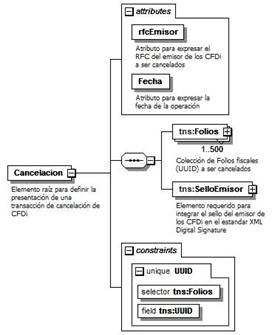 attributes
rfcEmisor
Atributo para expresar el
RFC del emisor de los CFDi
a ser cancelados
Fecha
Atributo para expresar la
fecha de la operación
Cancelacion
Elemento raíz para definir la
presentación de una
transacción de cancelación de
CFDi
tns:Folios
1..500
Colección de Folios fiscales
(UUID) a ser cancelados
tns:SelloEmisor
Elemento requerido para
integrar el sello del emisor de
los CFDi en el estandar XML
Digital Signature
constraints
unique UUID
selector tns:Folios
field tns:UUID